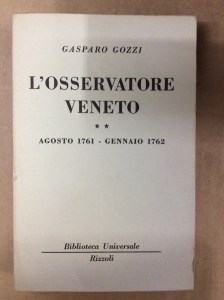 GASPARO GOZZI
L'OSSERVATORE
VENETO
**
AGOSTO 1761 - GENNAIO 1762
Biblioteca Universale
Rizzoli